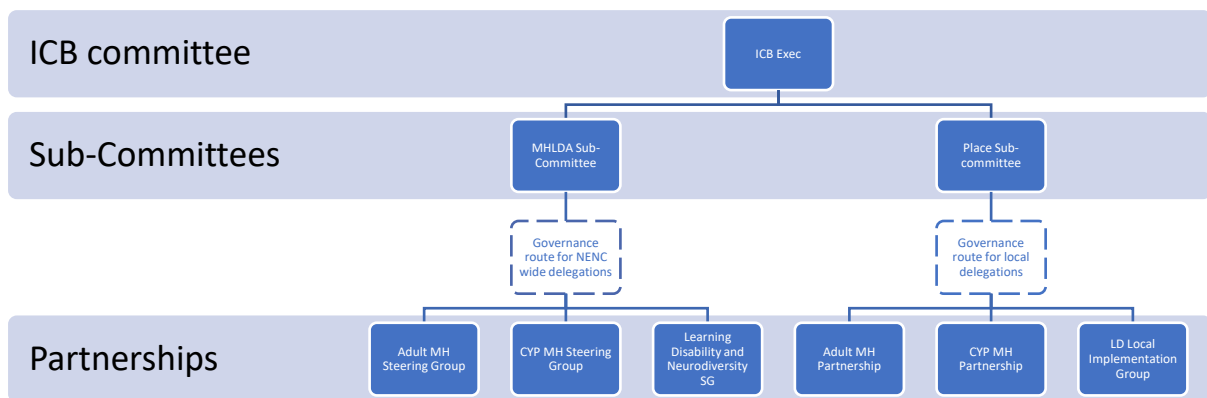 ICB committee
ICB Exec
Sub-Committees
MHLDA Sub-
Committee
Place Sub-
committee
Governance
route for NENC
wide delegations
Governance
route for local
delegations
Partnerships
Adult MH
Steering Group
CYP MH Steering
Group
Learning
Disability and
Neurodiversity
SG
Adult MH
Partnership
CYP MH
Partnership
LD Local
Implementation
Group